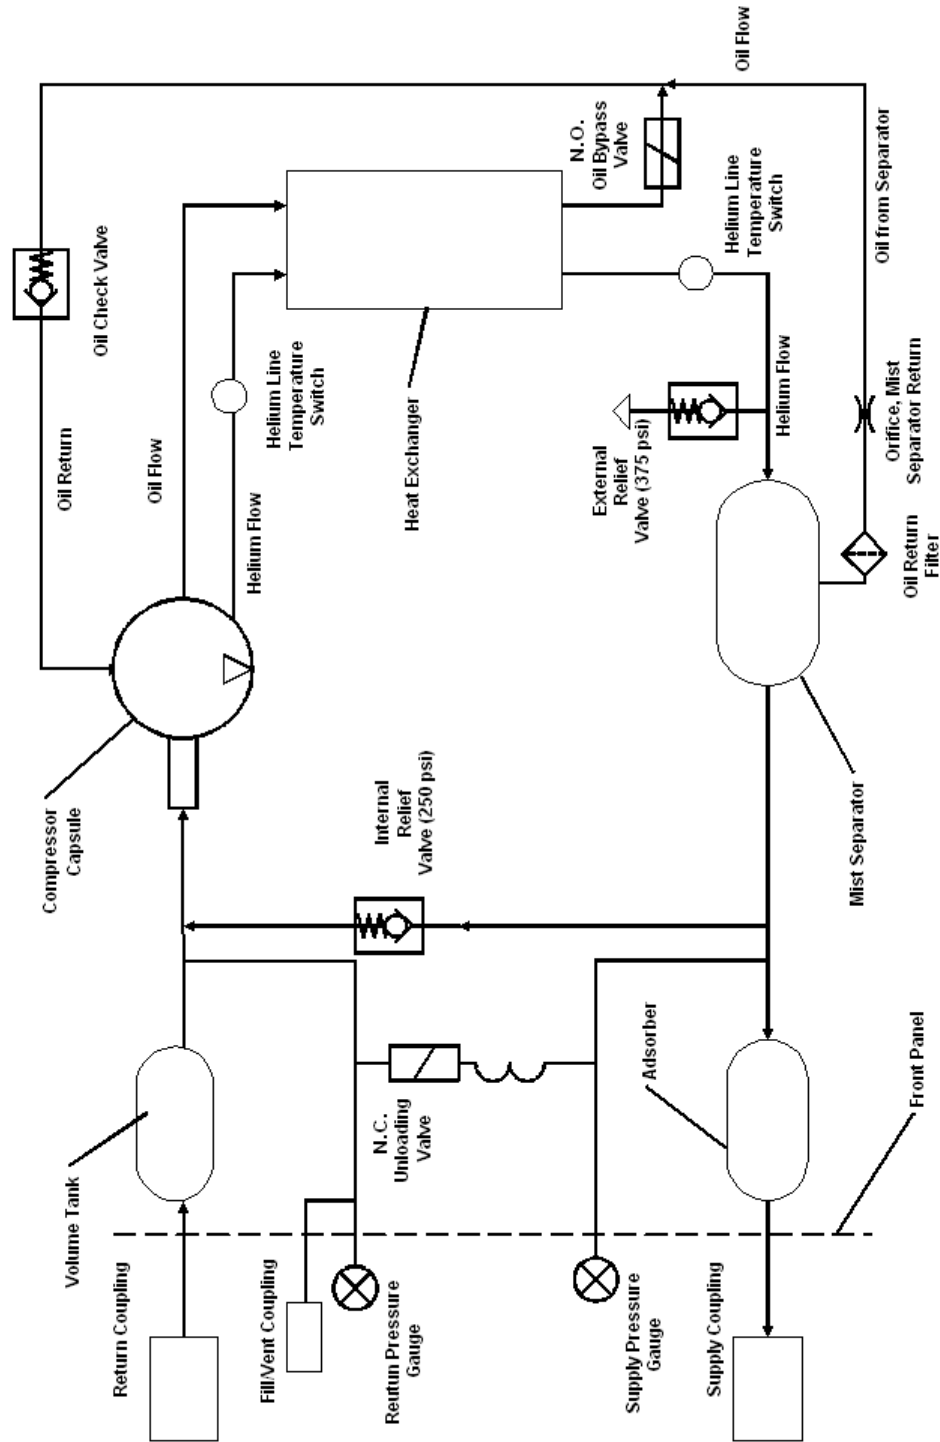 Return Coupling
Volume Tank
Fill/Vent Coupling
Reutun Pressure
Gauge
Supply Pressure
Gauge
Supply Coupling
Compressor
Capsule
N.C.
Unloading
Valve
Adsorber
Front Panel
Internal
Relief
Valve (250 psi)
Mist Separator
Oil Return
Oil Flow
Helium Flow
Oil Check Valve
Helium Line
Temperature
Switch
Heat Exchanger
External
Relief
Valve (375 psi)
Helium Flow
Oil Return
Filter
Orifice, Mist
Separator Return
N.O.
Oil Bypass
Valve
Helium Line
Temperature
Switch
Oil from Separator
Oil Flow